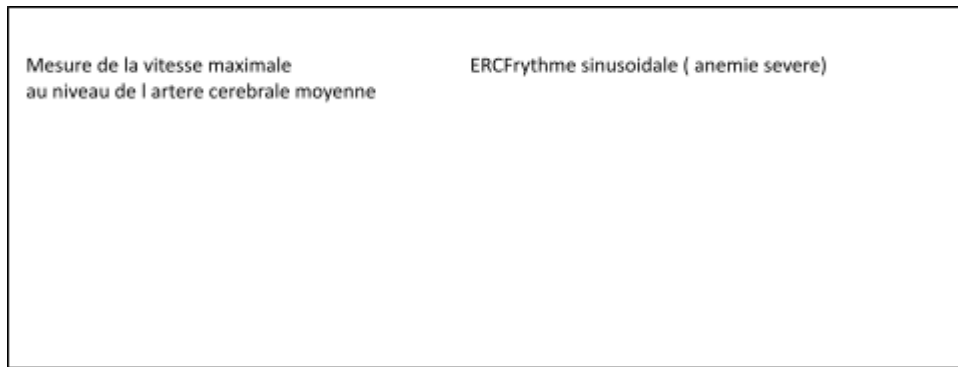 Mesure de la vitesse maximale
au niveau de l artere cerebrale moyenne
ERCFrythme sinusoidale ( anemie severe)